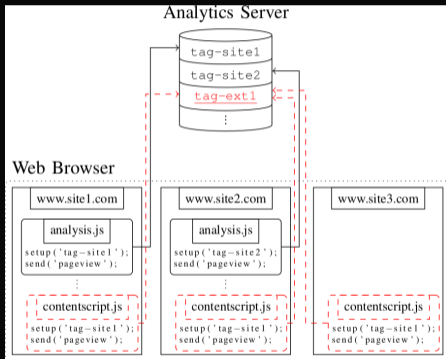 Analytics Server
tag-site1
tag-site2
tag-ext1
⋮
Web Browser
www.site1.com
analysis.js
setup('tag-site1');
send('pageview');
⋮
contentscript.js
setup('tag-site1');
send('pageview');
www.site2.com
analysis.js
setup('tag-site2');
send('pageview');
⋮
contentscript.js
setup('tag-site1');
send('pageview');
www.site3.com
contentscript.js
setup('tag-site1');
send('pageview');